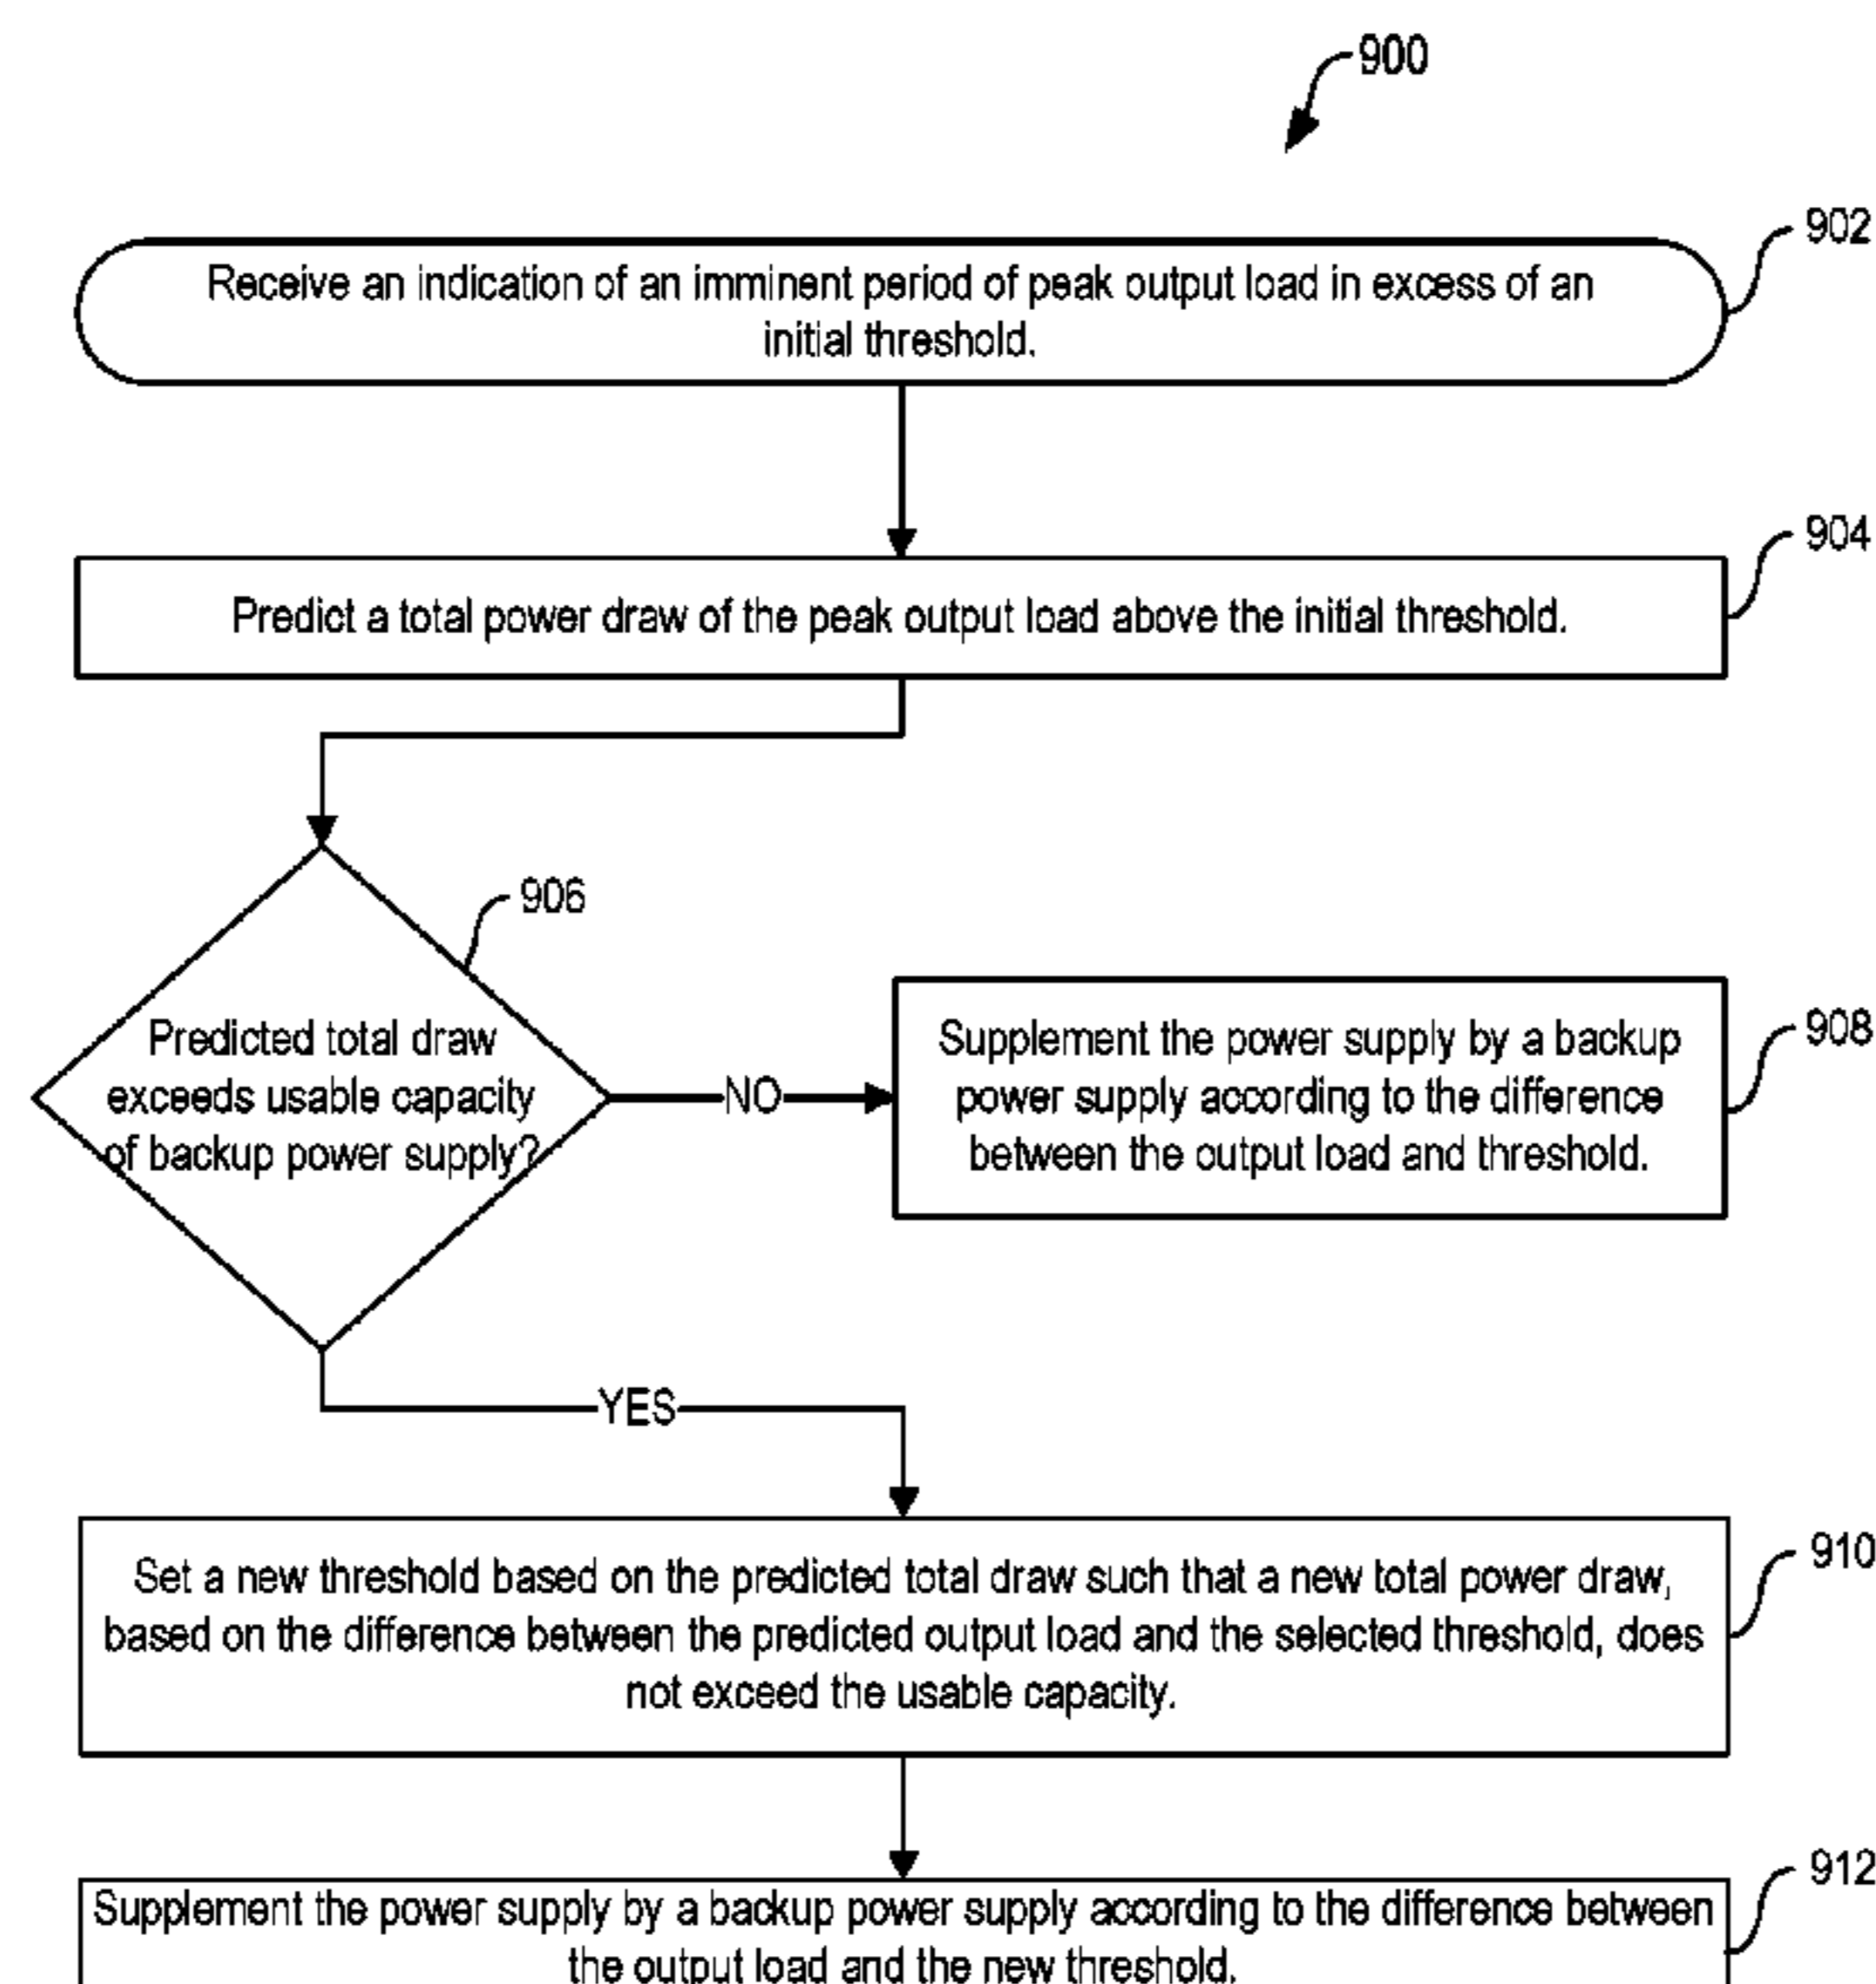 900
902
Receive an indication of an imminent period of peak output load in excess of an
initial threshold.
904
Predict a total power draw of the peak output load above the initial threshold.
906
Predicted total draw
exceeds usable capacity
of backup power supply?
NO
908
Supplement the power supply by a backup
power supply according to the difference
between the output load and threshold.
YES
910
Set a new threshold based on the predicted total draw such that a new total power draw,
based on the difference between the predicted output load and the selected threshold, does
not exceed the usable capacity.
912
Supplement the power supply by a backup power supply according to the difference between
the output load and the new threshold.